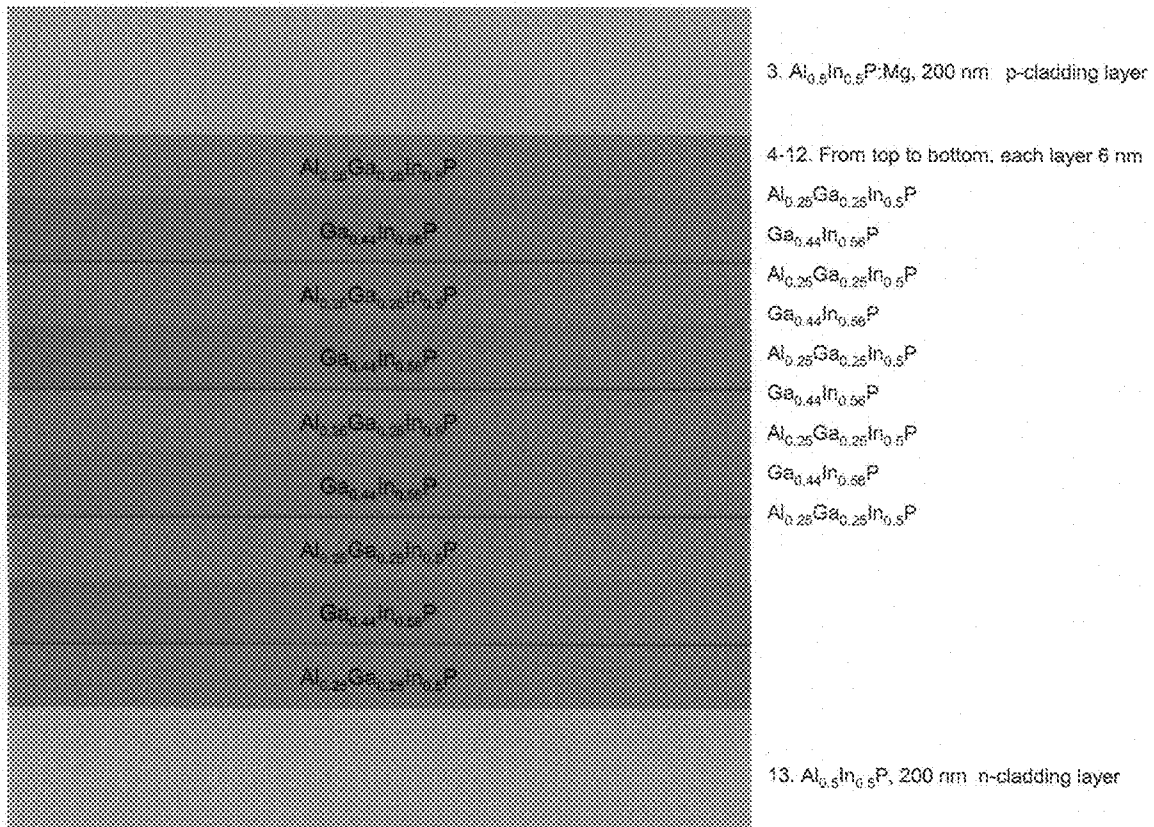 3. Al0.5In0.5P:Mg, 200 nm p-cladding layer
Al0.25Ga0.25In0.5P
Ga0.44In0.56P
Al0.25Ga0.25In0.5P
Ga0.44In0.56P
Al0.25Ga0.25In0.5P
Ga0.44In0.56P
Al0.25Ga0.25In0.5P
Ga0.44In0.56P
Al0.25Ga0.25In0.5P
4-12. From top to bottom, each layer 6 nm
Al0.25Ga0.25In0.5P
Ga0.44In0.56P
Al0.25Ga0.25In0.5P
Ga0.44In0.56P
Al0.25Ga0.25In0.5P
Ga0.44In0.56P
Al0.25Ga0.25In0.5P
Ga0.44In0.56P
Al0.25Ga0.25In0.5P
13. Al0.5In0.5P, 200 nm n-cladding layer